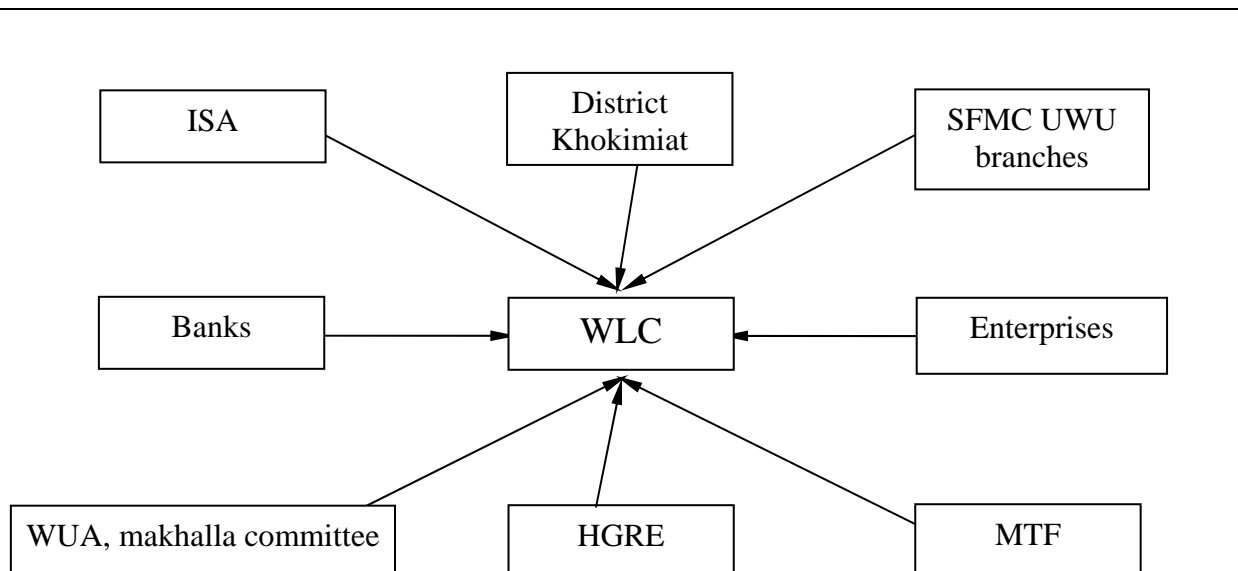 ISA
District
Khokimiat
SFMC UWU
branches
Banks
WLC
Enterprises
WUA, makhalla committee
HGRE
MTF